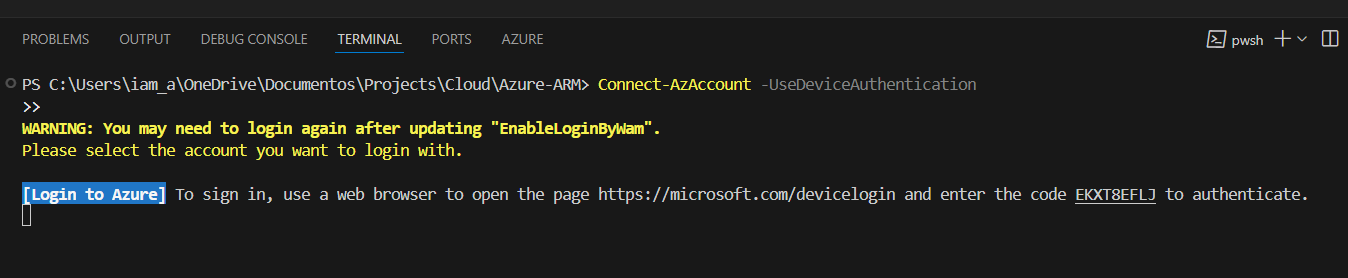 PROBLEMS OUTPUT DEBUG CONSOLE TERMINAL PORTS AZURE pwsh
PS C:\Users\iam_a\OneDrive\Documentos\Projects\Cloud\Azure-ARM> Connect-AzAccount -UseDeviceAuthentication
>>
WARNING: You may need to login again after updating "EnableLoginByWam".
Please select the account you want to login with.
[Login to Azure] To sign in, use a web browser to open the page https://microsoft.com/devicelogin and enter the code EKXT8EFLJ to authenticate.